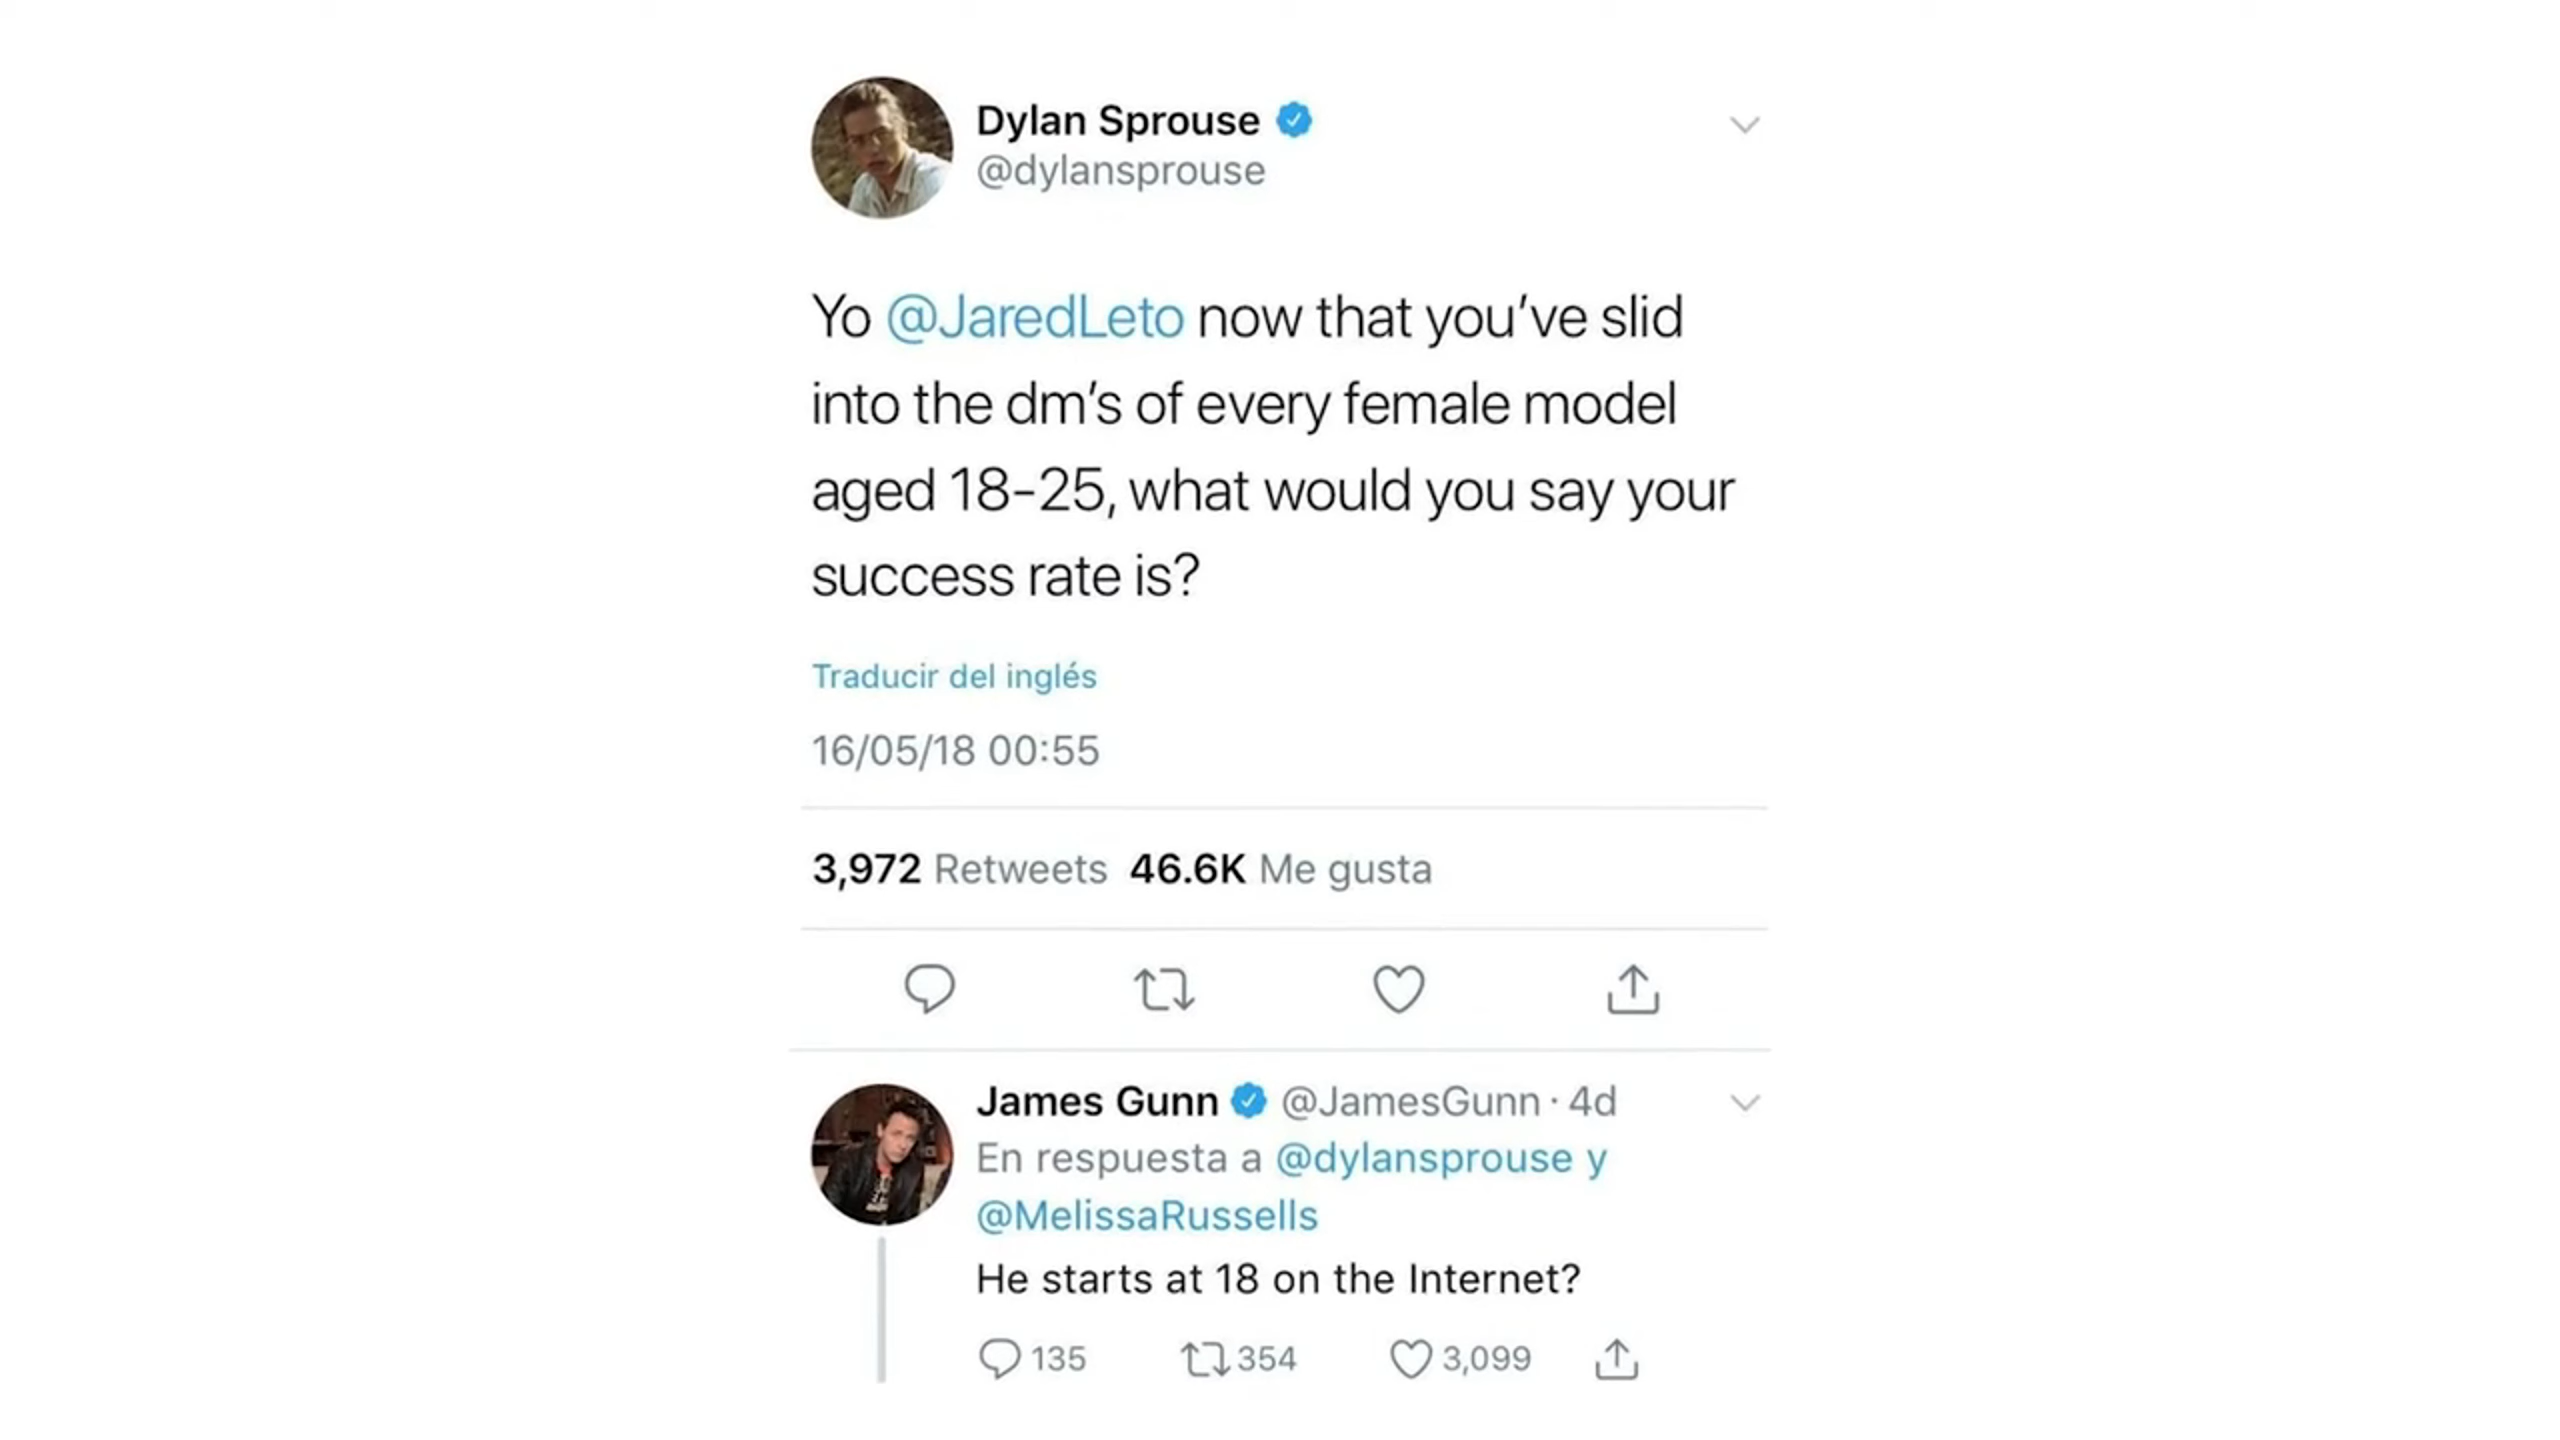 Dylan Sprouse
@dylansprouse
Yo @JaredLeto now that you've slid
into the dm's of every female model
aged 18-25, what would you say your
success rate is?
Traducir del inglés
16/05/18 00:55
3,972 Retweets 46.6K Me gusta
James Gunn @JamesGunn · 4d
En respuesta a @dylansprouse y
@MelissaRussells
He starts at 18 on the Internet?
135 354 3,099